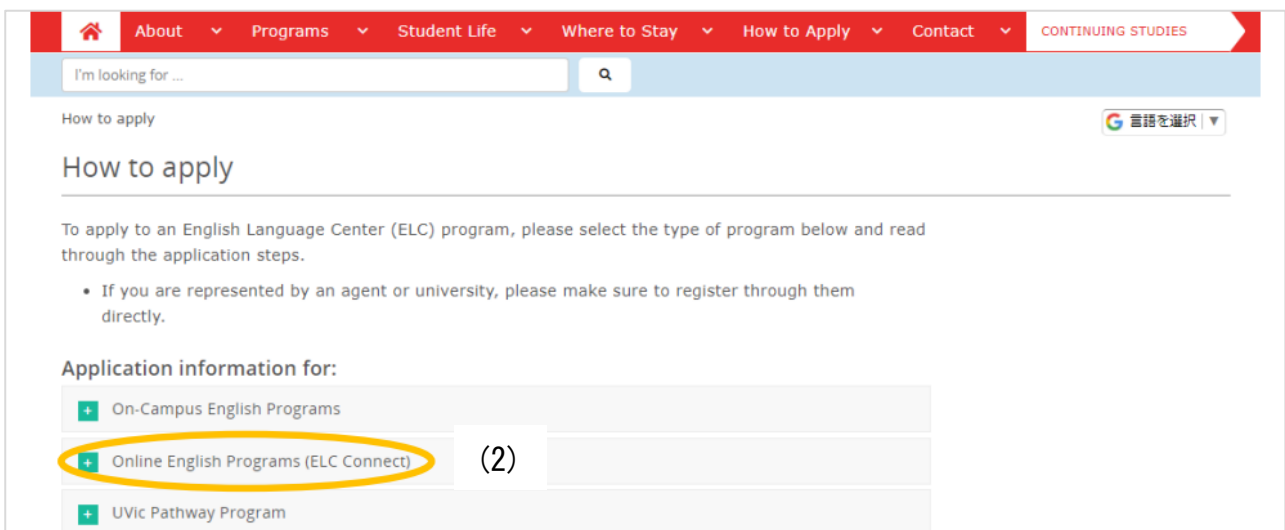 About Programs Student Life Where to Stay How to Apply Contact CONTINUING STUDIES
I'm looking for ...
How to apply
G 言語を選択 | ▼
How to apply
To apply to an English Language Center (ELC) program, please select the type of program below and read
through the application steps.
• If you are represented by an agent or university, please make sure to register through them
directly.
Application information for:
+ On-Campus English Programs
+ Online English Programs (ELC Connect) (2)
+ UVic Pathway Program